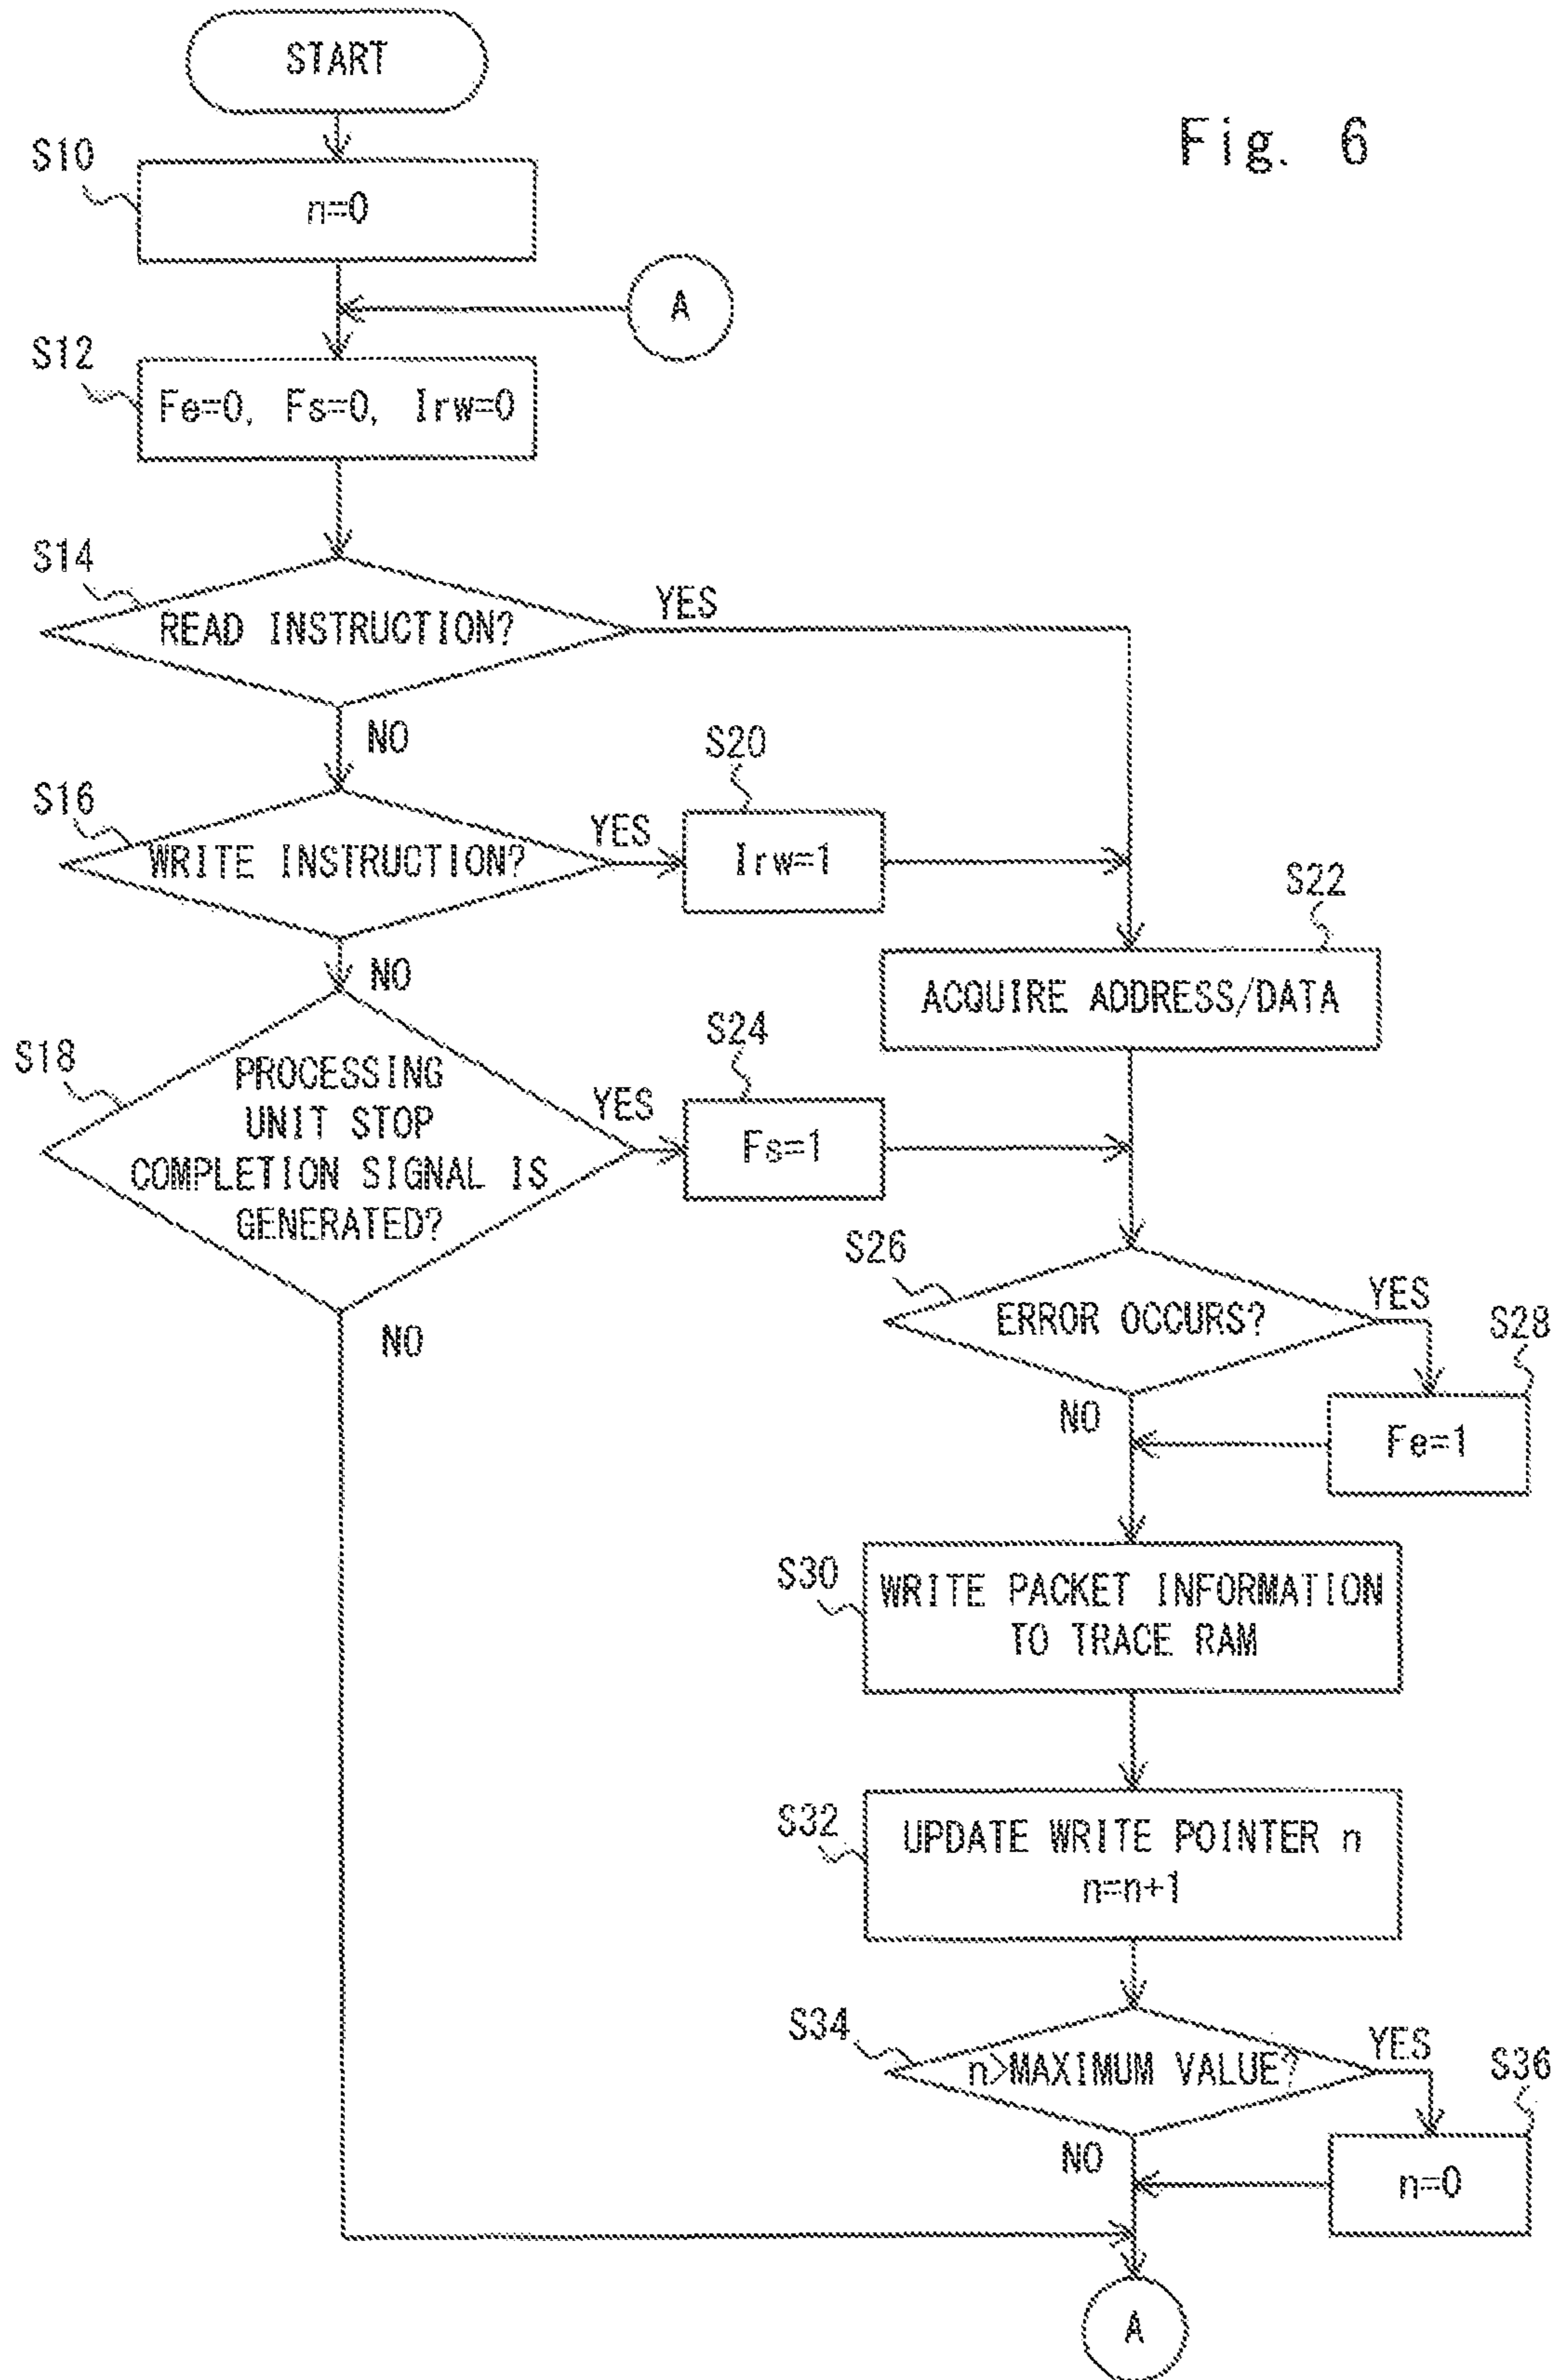 START
Fig. 6
S10
n=0
A
S12
Fe=0, Fs=0, Irw=0
S14
READ INSTRUCTION?
YES
NO
S16
WRITE INSTRUCTION?
YES
S20
Irw=1
NO
S22
ACQUIRE ADDRESS/DATA
S18
PROCESSING
UNIT STOP
COMPLETION SIGNAL IS
GENERATED?
YES
S24
Fs=1
NO
S26
ERROR OCCURS?
YES
S28
Fe=1
NO
S30
WRITE PACKET INFORMATION
TO TRACE RAM
S32
UPDATE WRITE POINTER n
n=n+1
S34
n>MAXIMUM VALUE?
YES
S36
n=0
NO
A